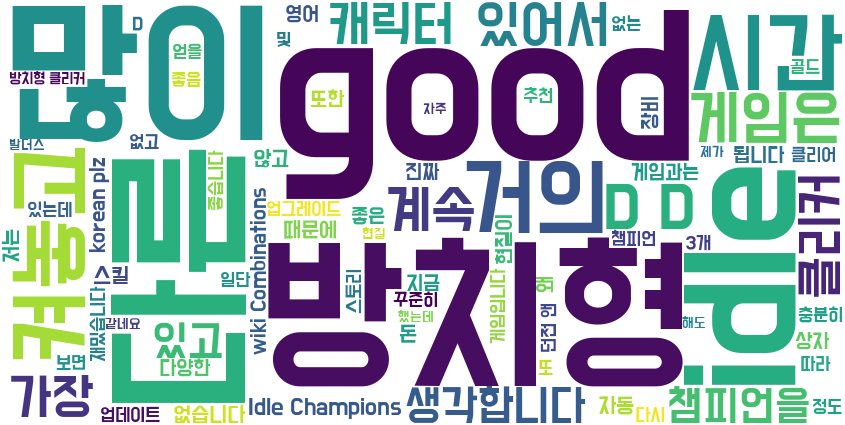 많이
D
영어
캐릭터
있어서
없는
good
시간
얻을
및
골드
방치형 클리커
좋음
또한
자주
추천
장비
게임은
발더스
없고
다른
않고
진짜
거의
게임과는
제가
됩니다
클리어
켜놓고
korean plz
좋습니다
계속
D D
idle
클리커
있는데
업그레이드
좋은
때문에
현질
현질이
챔피언
3개
저는
|>킬
wiki Combinations
일단
스토리
지금
꾸준히
게임입니다
왜
방치형
재밌습니다
같네요
있고
했는데
돈
던전 앤
해도
충분히
보면
다양한
또
상자
따라
가장
업데이트
없습니다
Idle Champions
생각합니다
자동
다시
챔피언을
정도